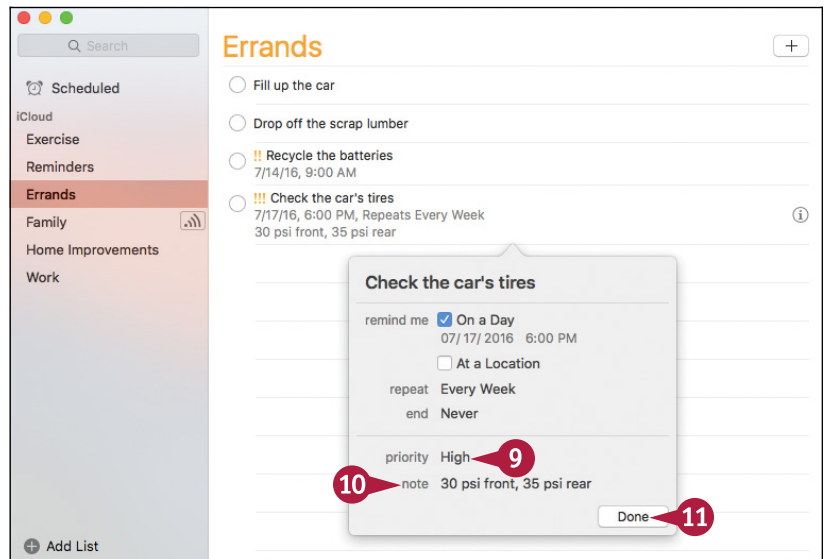 Search
Scheduled
iCloud
Exercise
Reminders
Errands
Family
Home Improvements
Work
Add List
Errands
+
Fill up the car
Drop off the scrap lumber
!! Recycle the batteries
7/14/16, 9:00 AM
!!! Check the car's tires
7/17/16, 6:00 PM, Repeats Every Week
30 psi front, 35 psi rear
Check the car's tires
remind me On a Day
07/17/2016 6:00 PM
At a Location
repeat Every Week
end Never
priority High 9
10 note 30 psi front, 35 psi rear
Done 11